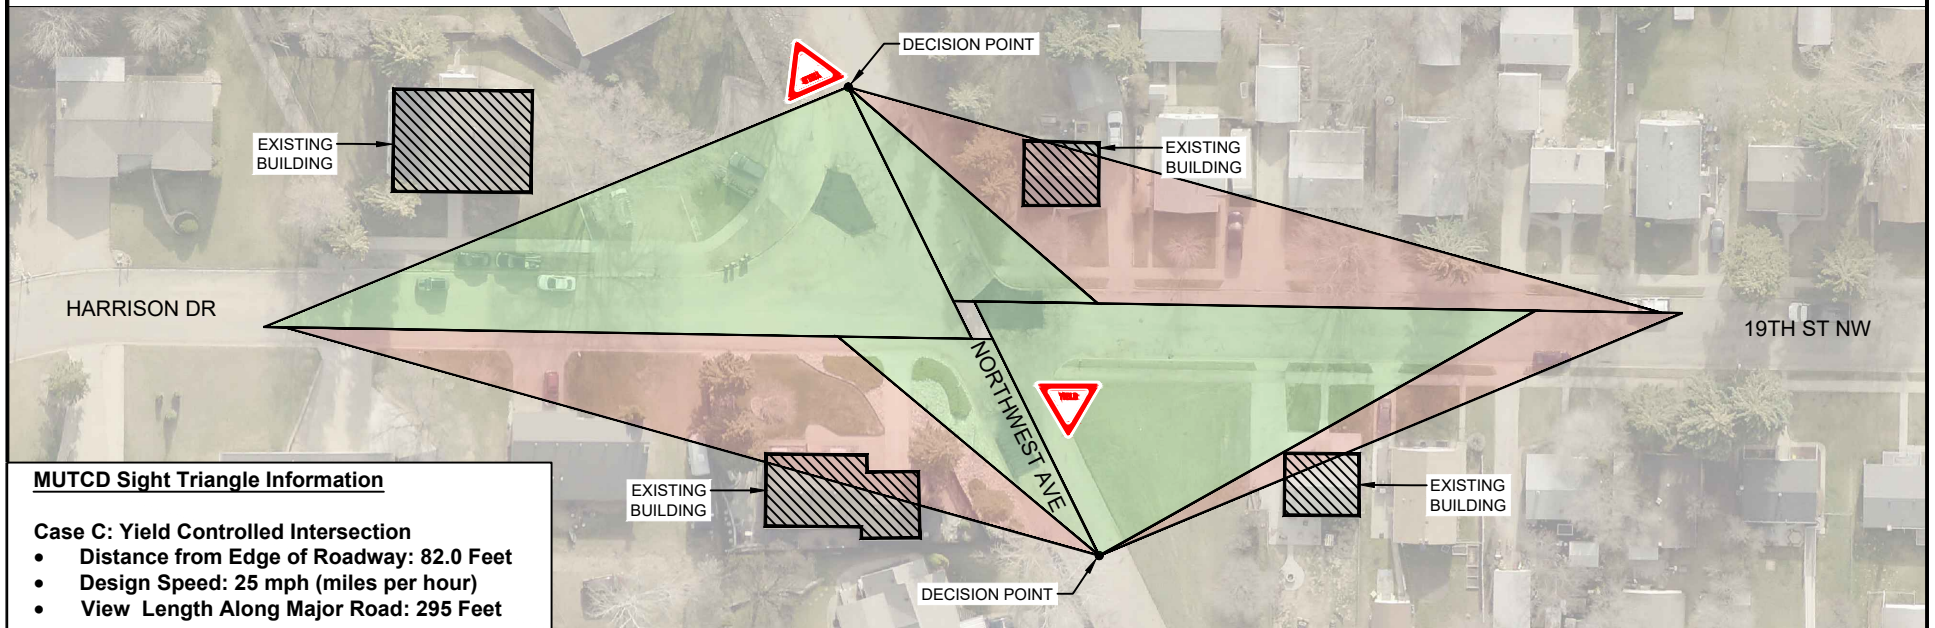 DECISION POINT
EXISTING
BUILDING
EXISTING
BUILDING
HARRISON DR
19TH ST NW
NORTHWEST AVE
YIELD
EXISTING
BUILDING
EXISTING
BUILDING
DECISION POINT
MUTCD Sight Triangle Information
Case C: Yield Controlled Intersection
• Distance from Edge of Roadway: 82.0 Feet
• Design Speed: 25 mph (miles per hour)
• View Length Along Major Road: 295 Feet